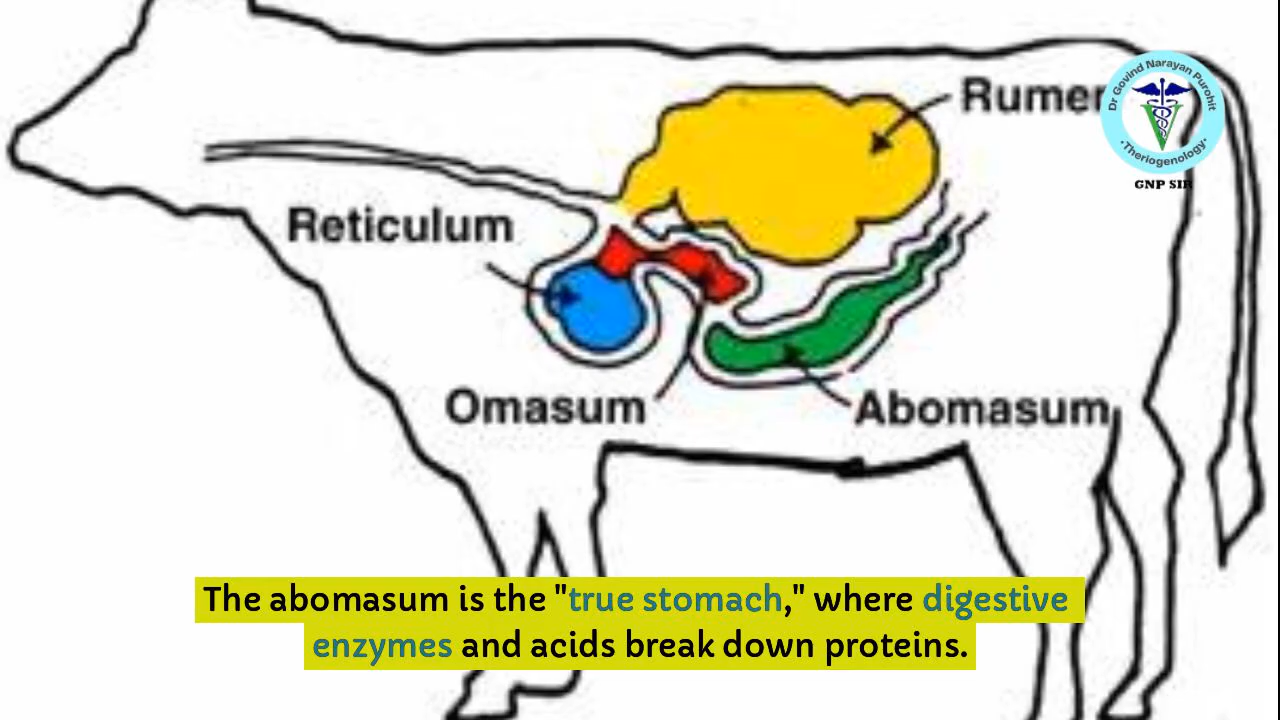 Rumen
Dr Govind Narayan Purohit
·Theriogenology·
GNP SIR
Reticulum
Omasum
Abomasum
The abomasum is the "true stomach," where digestive
enzymes and acids break down proteins.